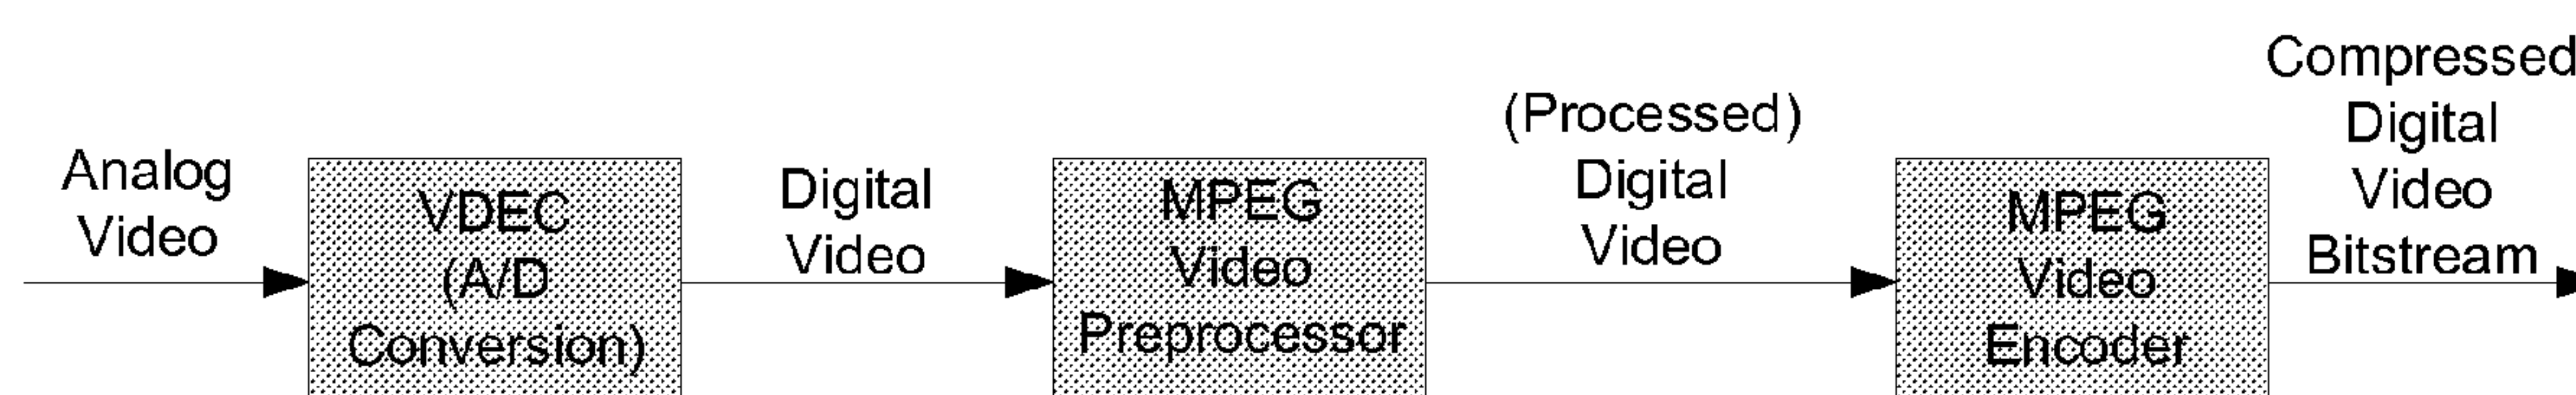 Analog
Video
VDEC
(A/D
Conversion)
Digital
Video
MPEG
Video
Preprocessor
(Processed)
Digital
Video
MPEG
Video
Encoder
Compressed
Digital
Video
Bitstream